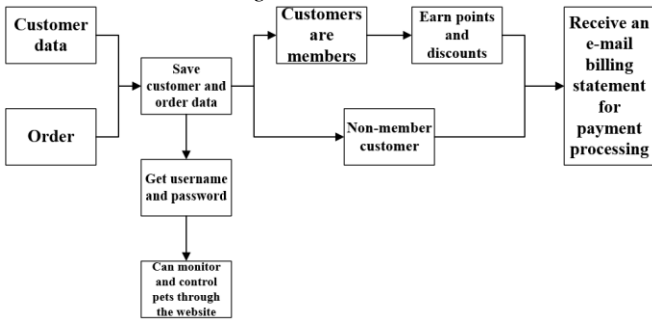 Customer
data
Order
Save
customer and
order data
Customers
are
members
Earn points
and
discounts
Non-member
customer
Receive an
e-mail
billing
statement
for
payment
processing
Get username
and password
Can monitor
and control
pets through
the website